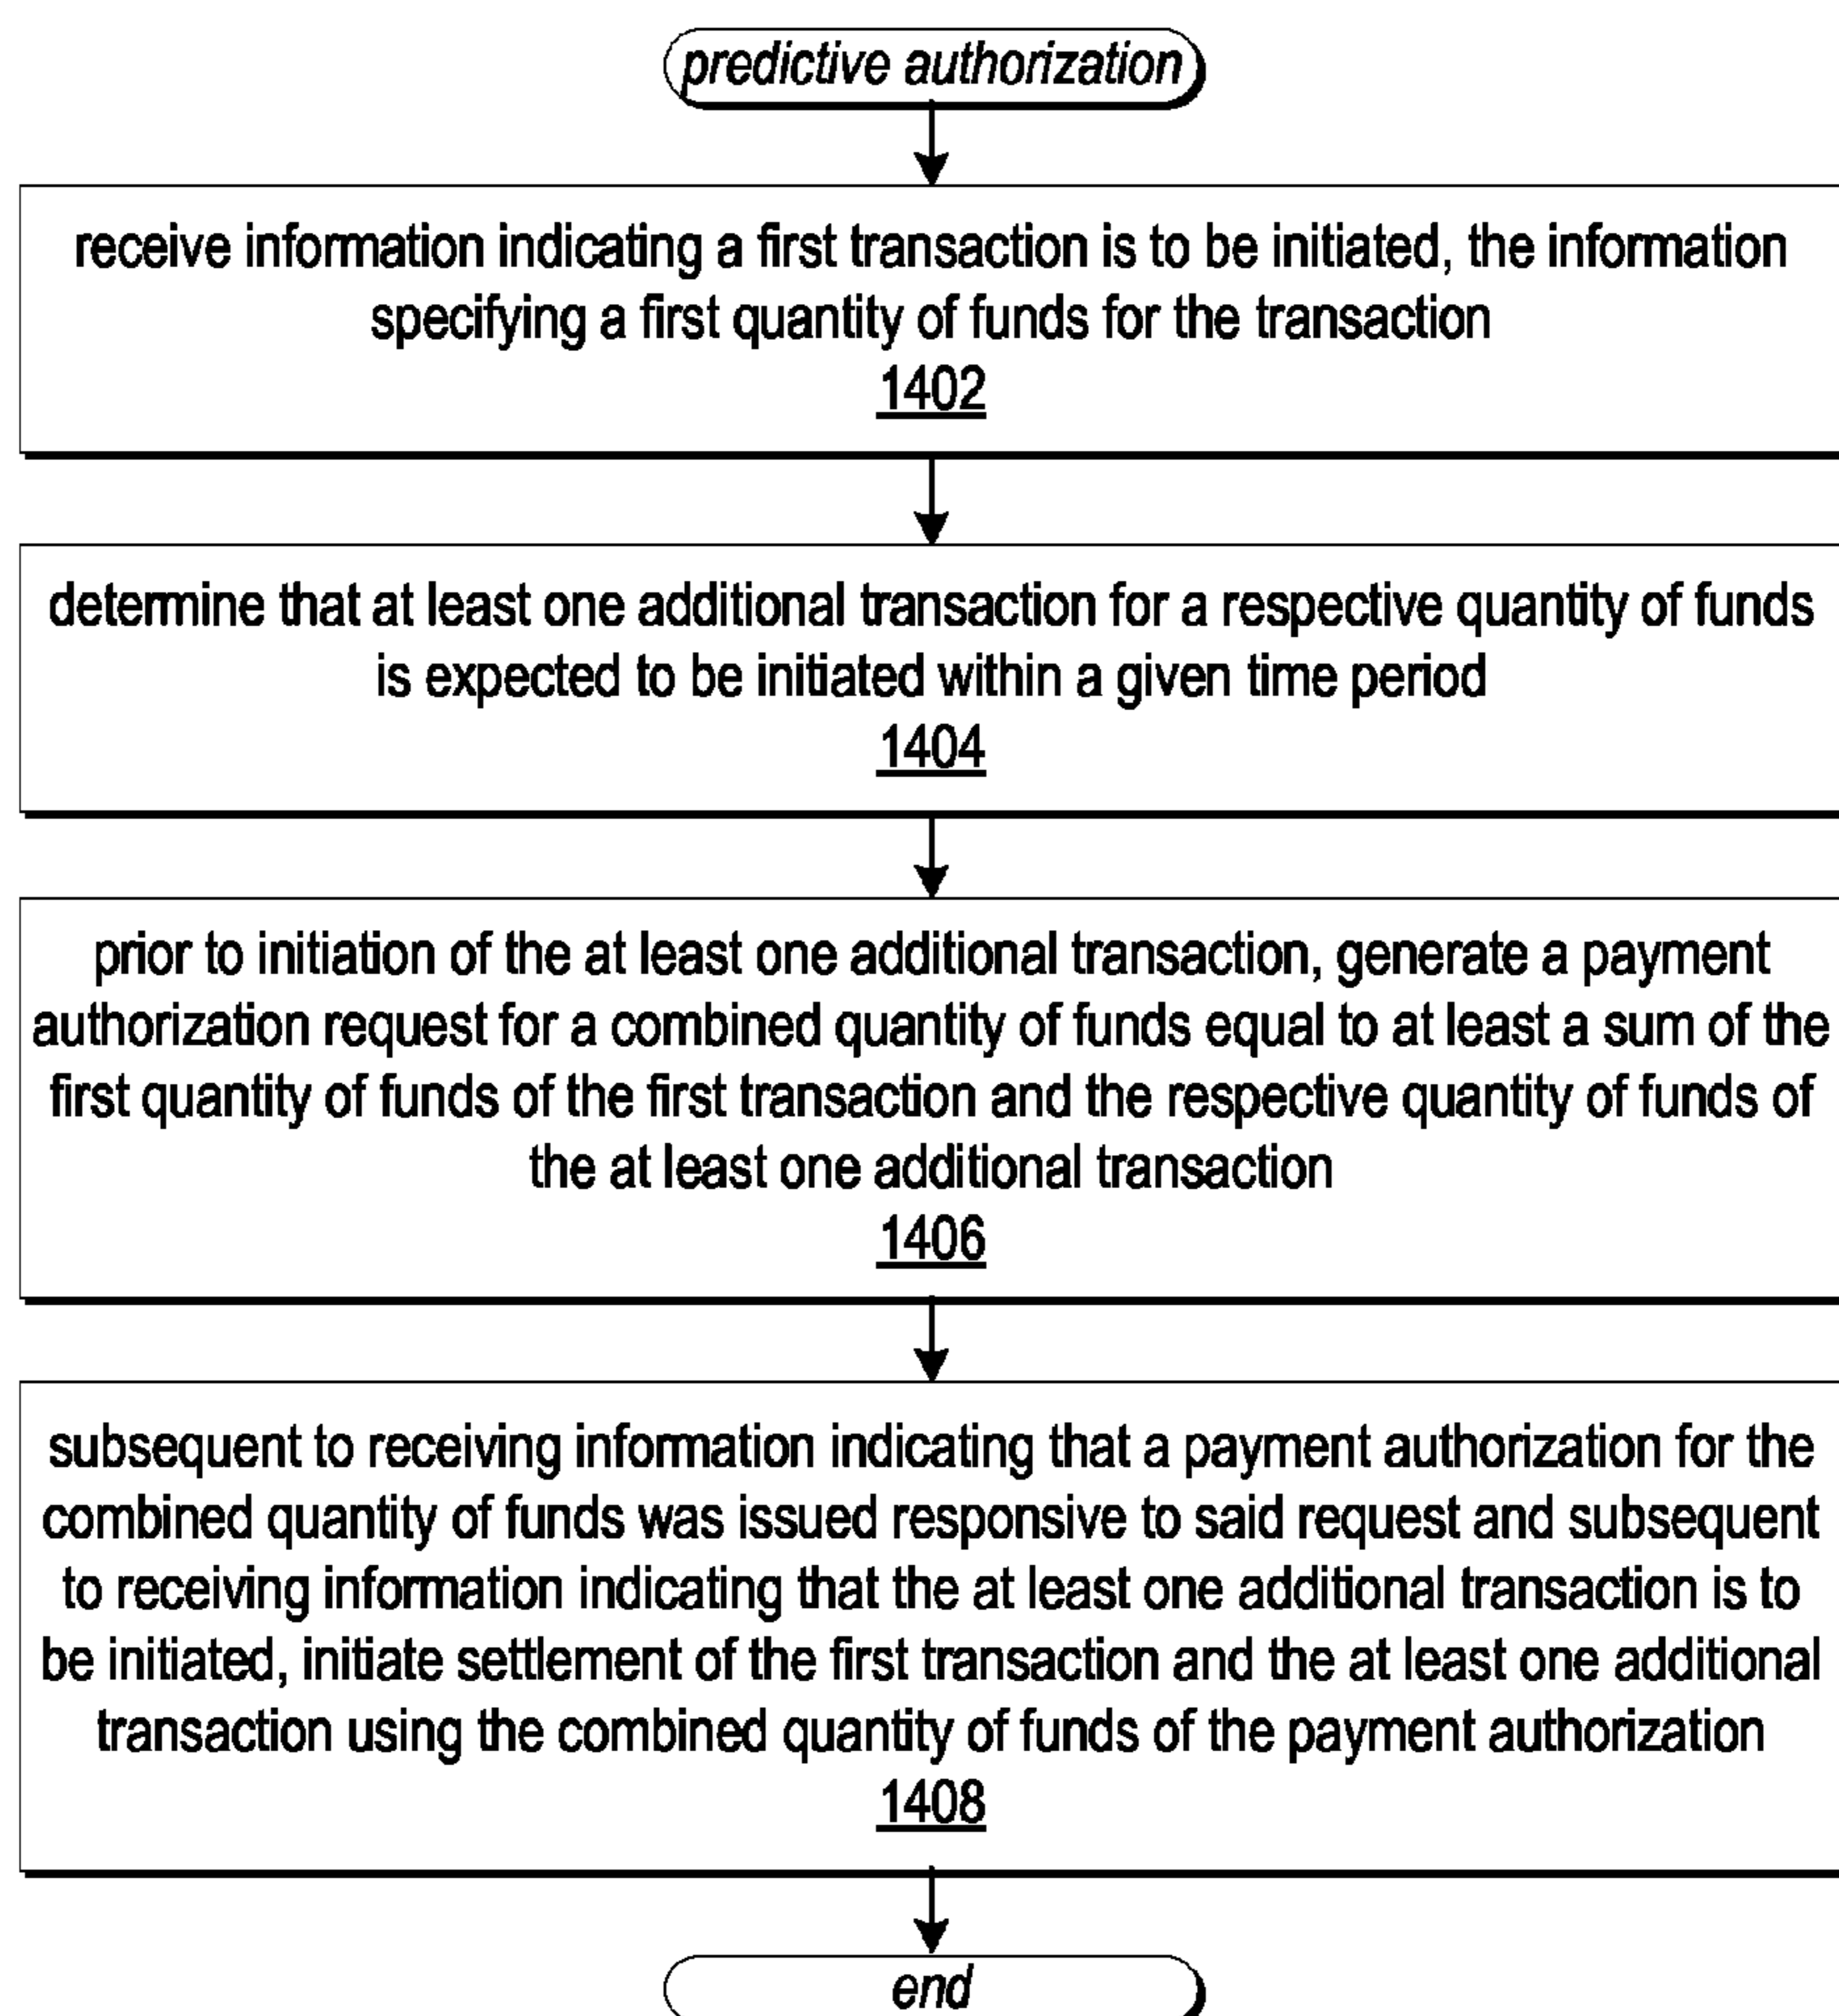 predictive authorization
receive information indicating a first transaction is to be initiated, the information
specifying a first quantity of funds for the transaction
1402
determine that at least one additional transaction for a respective quantity of funds
is expected to be initiated within a given time period
1404
prior to initiation of the at least one additional transaction, generate a payment
authorization request for a combined quantity of funds equal to at least a sum of the
first quantity of funds of the first transaction and the respective quantity of funds of
the at least one additional transaction
1406
subsequent to receiving information indicating that a payment authorization for the
combined quantity of funds was issued responsive to said request and subsequent
to receiving information indicating that the at least one additional transaction is to
be initiated, initiate settlement of the first transaction and the at least one additional
transaction using the combined quantity of funds of the payment authorization
1408
end